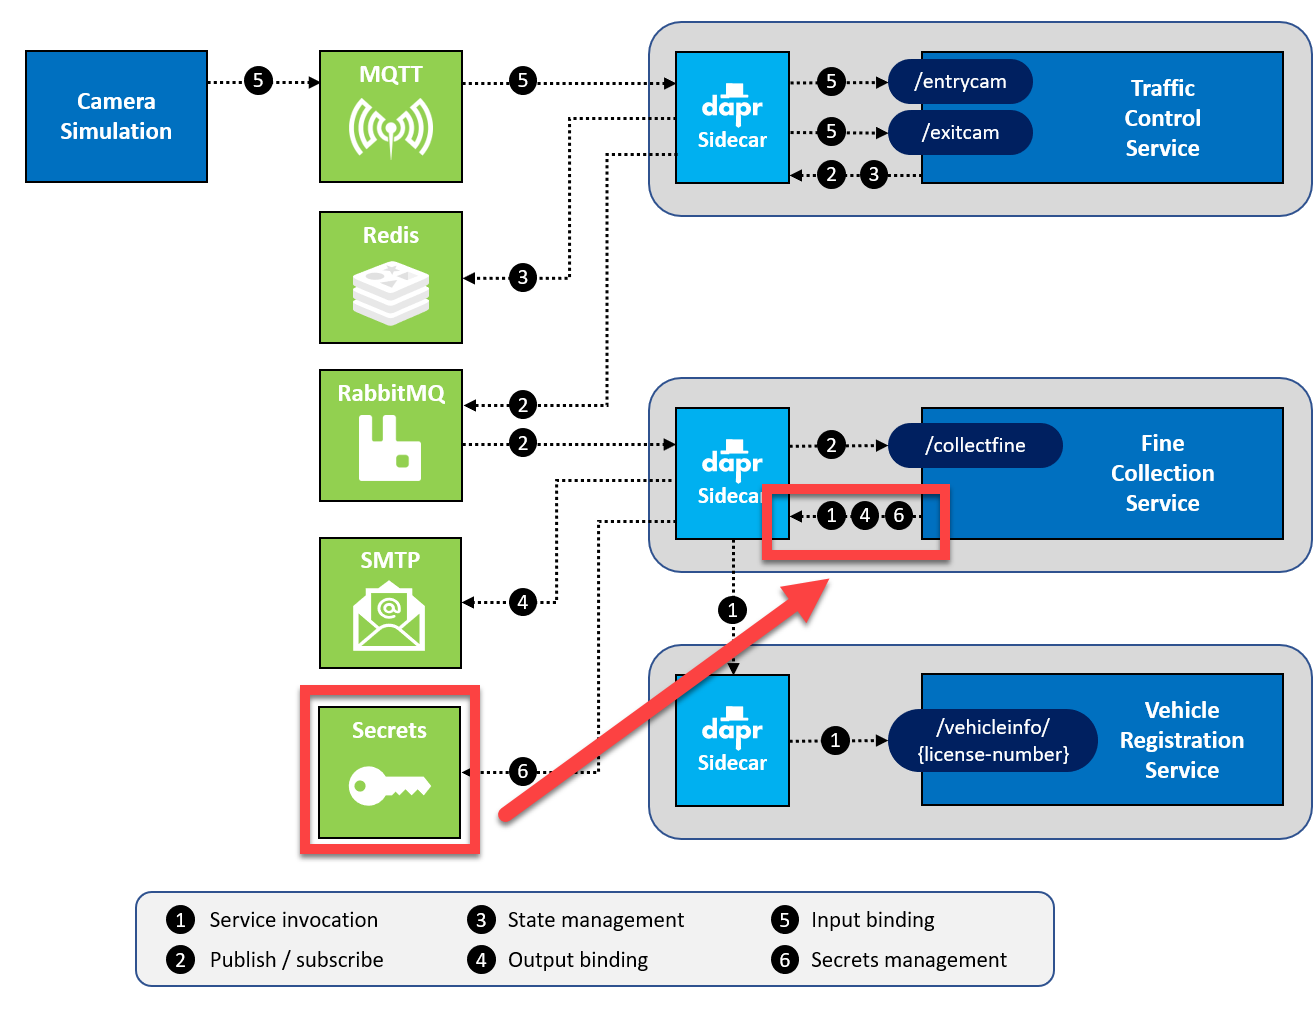 Camera
Simulation
5
MQTT
5
dapr
Sidecar
5
/entrycam
5
/exitcam
2 3
Traffic
Control
Service
Redis
3
RabbitMQ
2
2
dapr
Sidecar
2
/collectfine
1 4 6
Fine
Collection
Service
SMTP
@
4
1
Secrets
6
dapr
Sidecar
1
/vehicleinfo/
{license-number}
Vehicle
Registration
Service
1 Service invocation
2 Publish / subscribe
3 State management
4 Output binding
5 Input binding
6 Secrets management